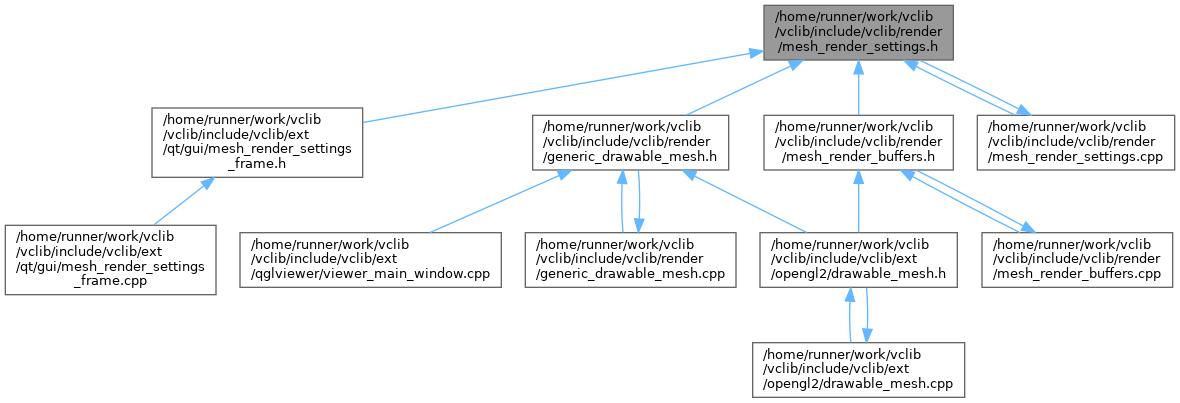 /home/runner/work/vclib
/vclib/include/vclib/render
/mesh_render_settings.h
/home/runner/work/vclib
/vclib/include/vclib/ext
/qt/gui/mesh_render_settings
_frame.h
/home/runner/work/vclib
/vclib/include/vclib/render
/generic_drawable_mesh.h
/home/runner/work/vclib
/vclib/include/vclib/render
/mesh_render_buffers.h
/home/runner/work/vclib
/vclib/include/vclib/render
/mesh_render_settings.cpp
/home/runner/work/vclib
/vclib/include/vclib/ext
/qt/gui/mesh_render_settings
_frame.cpp
/home/runner/work/vclib
/vclib/include/vclib/ext
/qglviewer/viewer_main_window.cpp
/home/runner/work/vclib
/vclib/include/vclib/render
/generic_drawable_mesh.cpp
/home/runner/work/vclib
/vclib/include/vclib/ext
/opengl2/drawable_mesh.h
/home/runner/work/vclib
/vclib/include/vclib/render
/mesh_render_buffers.cpp
/home/runner/work/vclib
/vclib/include/vclib/ext
/opengl2/drawable_mesh.cpp